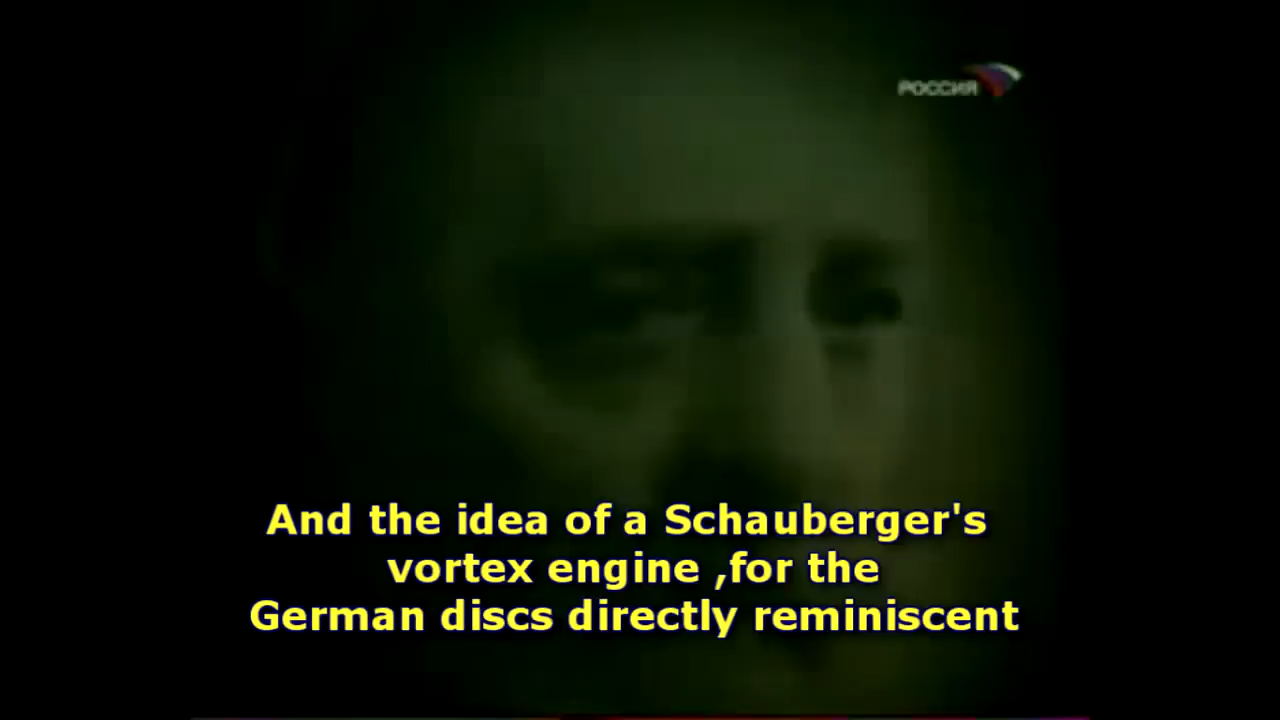 РОССИЯ
And the idea of a Schauberger's
vortex engine ,for the
German discs directly reminiscent